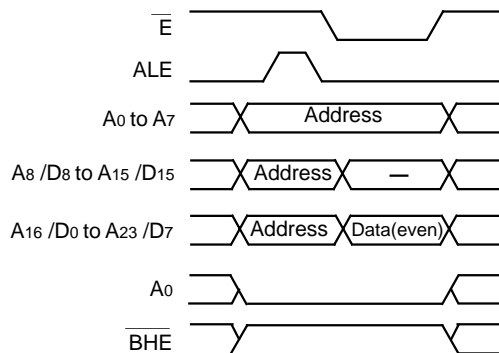 E
ALE
A0 to A7 Address
A8 /D8 to A15 /D15 Address –
A16 /D0 to A23 /D7 Address Data(even)
A0
BHE